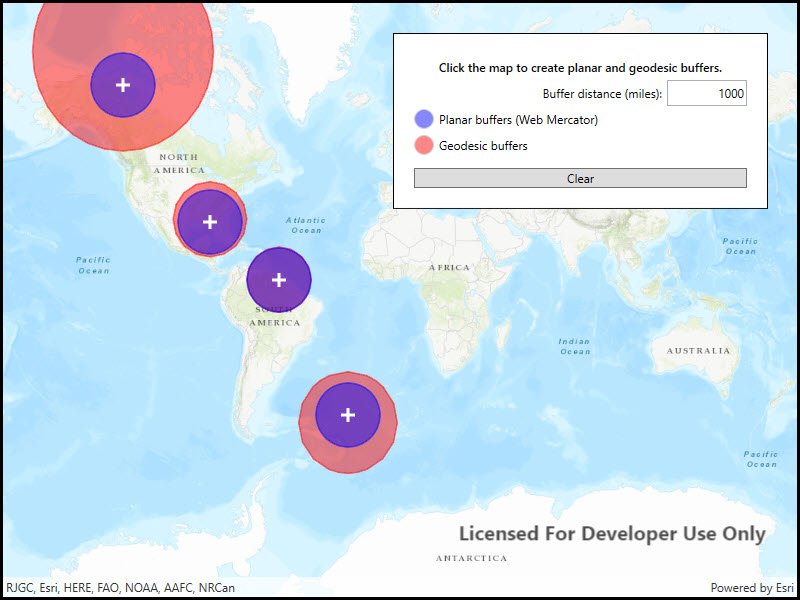 Click the map to create planar and geodesic buffers.
Buffer distance (miles): 1000
Planar buffers (Web Mercator)
Geodesic buffers
Clear
NORTH
AMERICA
Atlantic
Ocean
Pacific
Ocean
Pacific
Ocean
AFRICA
SOUTH
AMERICA
Indian
Ocean
AUSTRALIA
Pacific
Ocean
Licensed For Developer Use Only
ANTARCTICA
RJGC, Esri, HERE, FAO, NOAA, AAFC, NRCan
Powered by Esri